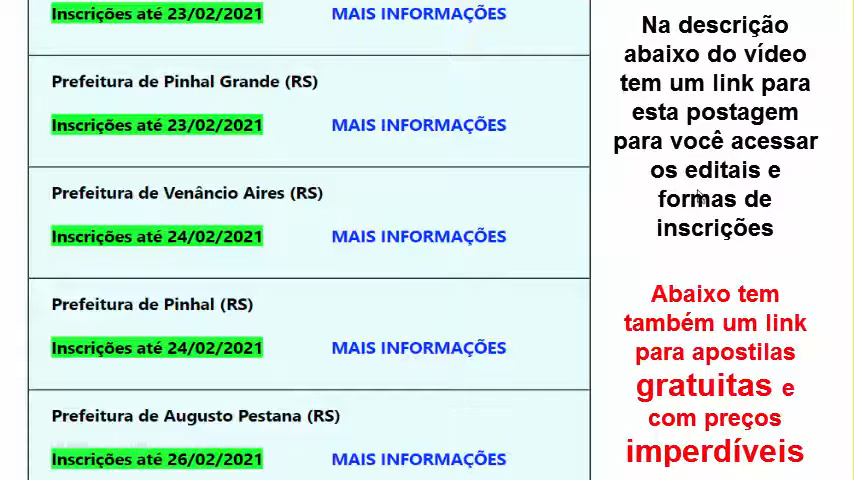 Inscrições até 23/02/2021 MAIS INFORMAÇÕES
Prefeitura de Pinhal Grande (RS)
Inscrições até 23/02/2021 MAIS INFORMAÇÕES
Prefeitura de Venâncio Aires (RS)
Inscrições até 24/02/2021 MAIS INFORMAÇÕES
Prefeitura de Pinhal (RS)
Inscrições até 24/02/2021 MAIS INFORMAÇÕES
Prefeitura de Augusto Pestana (RS)
Inscrições até 26/02/2021 MAIS INFORMAÇÕES
Na descrição
abaixo do vídeo
tem um link para
esta postagem
para você acessar
os editais e
formas de
inscrições
Abaixo tem
também um link
para apostilas
gratuitas e
com preços
imperdíveis